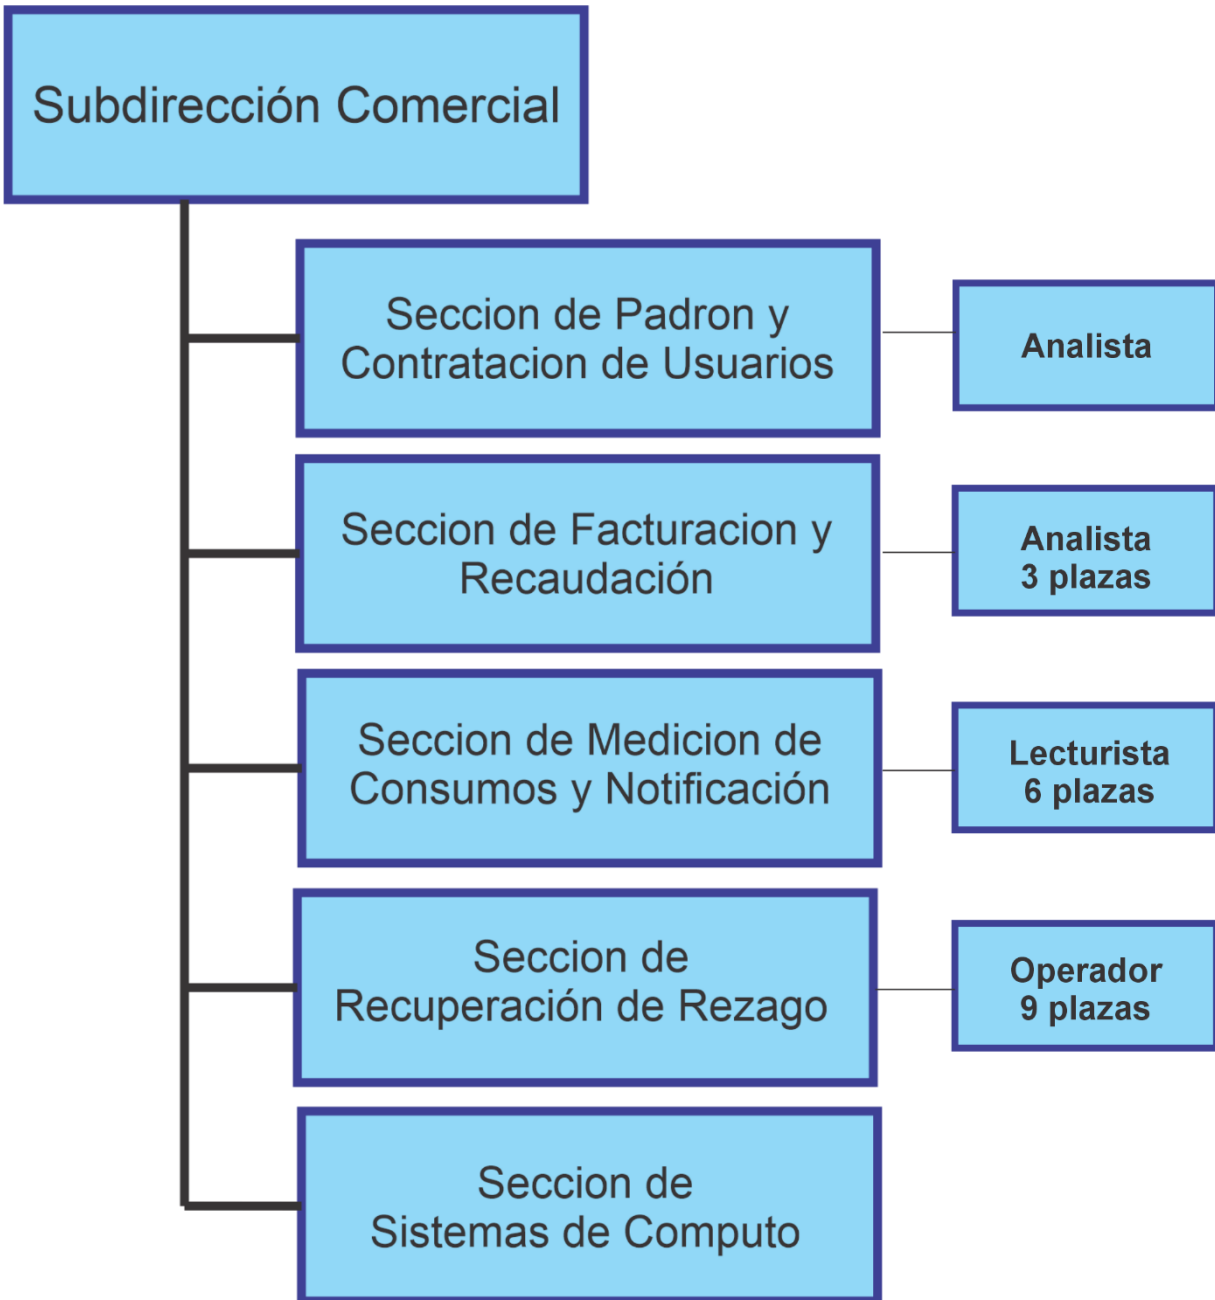 Subdirección Comercial
Seccion de Padron y
Contratacion de Usuarios
Analista
Seccion de Facturacion y
Recaudación
Analista
3 plazas
Seccion de Medicion de
Consumos y Notificación
Lecturista
6 plazas
Seccion de
Recuperación de Rezago
Operador
9 plazas
Seccion de
Sistemas de Computo